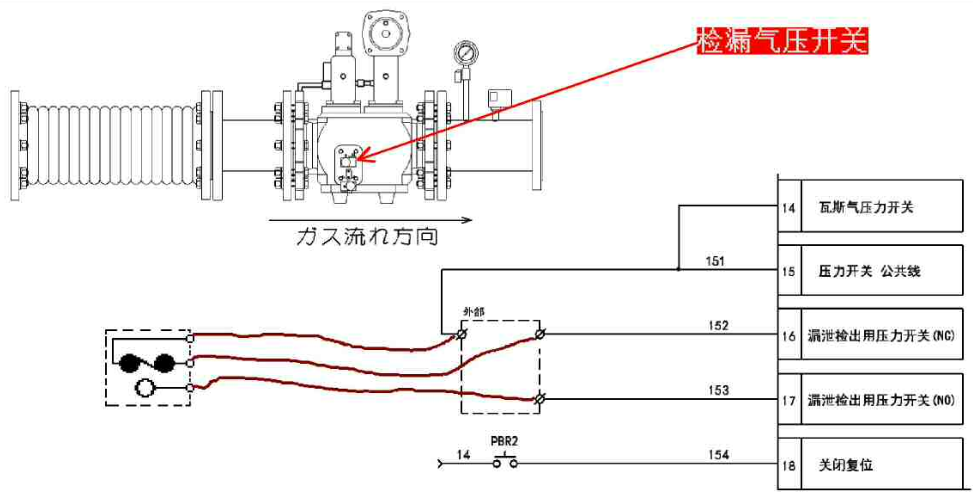 检漏气压开关
ガス流れ方向
14 瓦斯气压力开关
151
15 压力开关 公共线
外部
152
16 漏泄检出用压力开关(NC)
153
17 漏泄检出用压力开关(NO)
PBR2
14
154
18 关闭复位